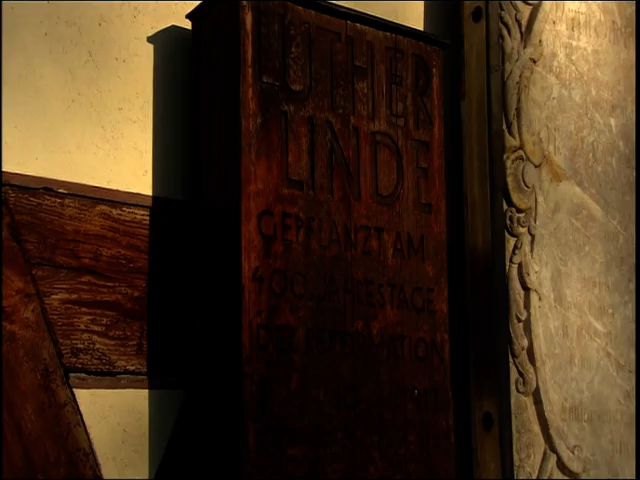 LUTHER
LINDE
GEPFLANZT AM
400. JAHRESTAGE
DER REFORMATION